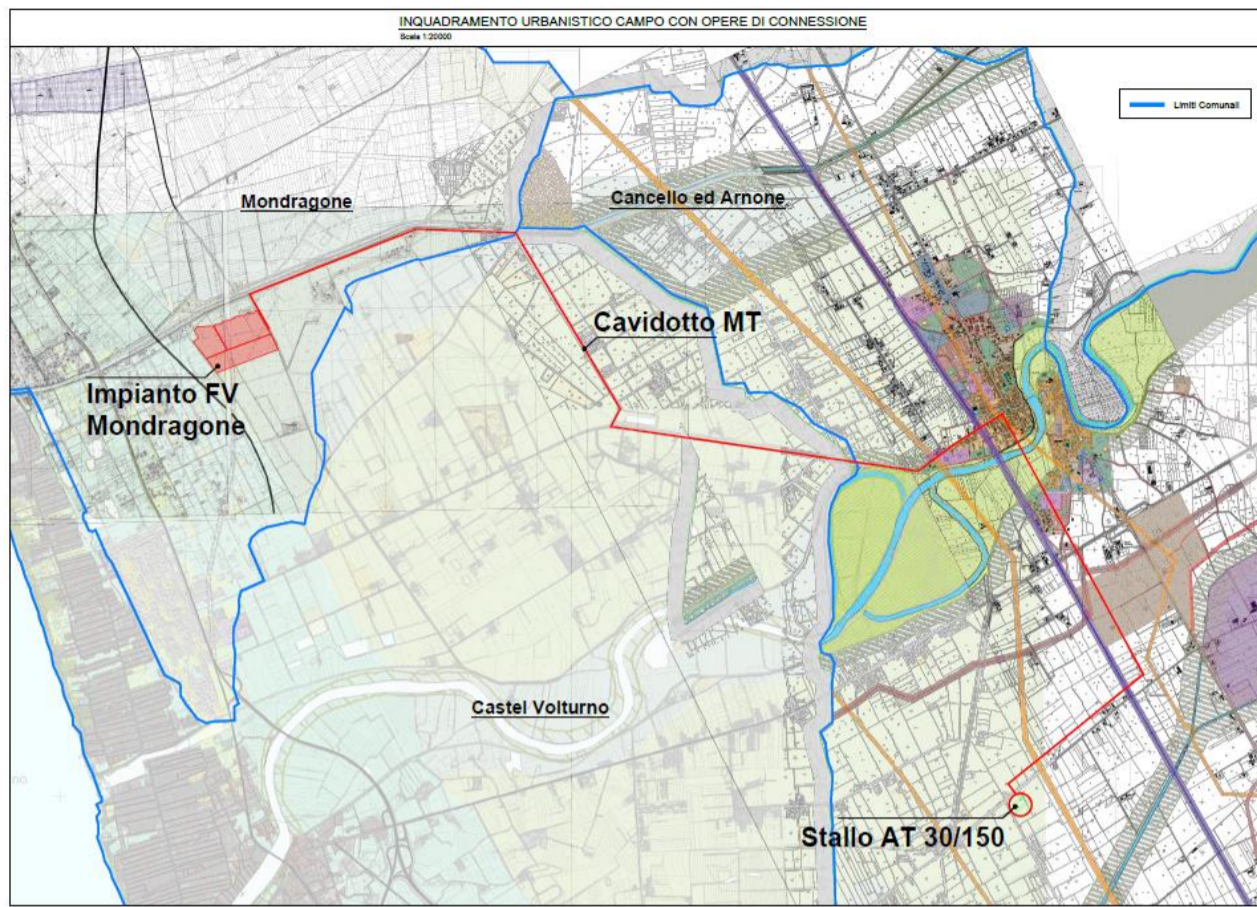 INQUADRAMENTO URBANISTICO CAMPO CON OPERE DI CONNESSIONE
Scala 1:20000
Limiti Comunali
Mondragone
Cancello ed Arnone
Cavidotto MT
Impianto FV
Mondragone
Castel Volturno
Stallo AT 30/150